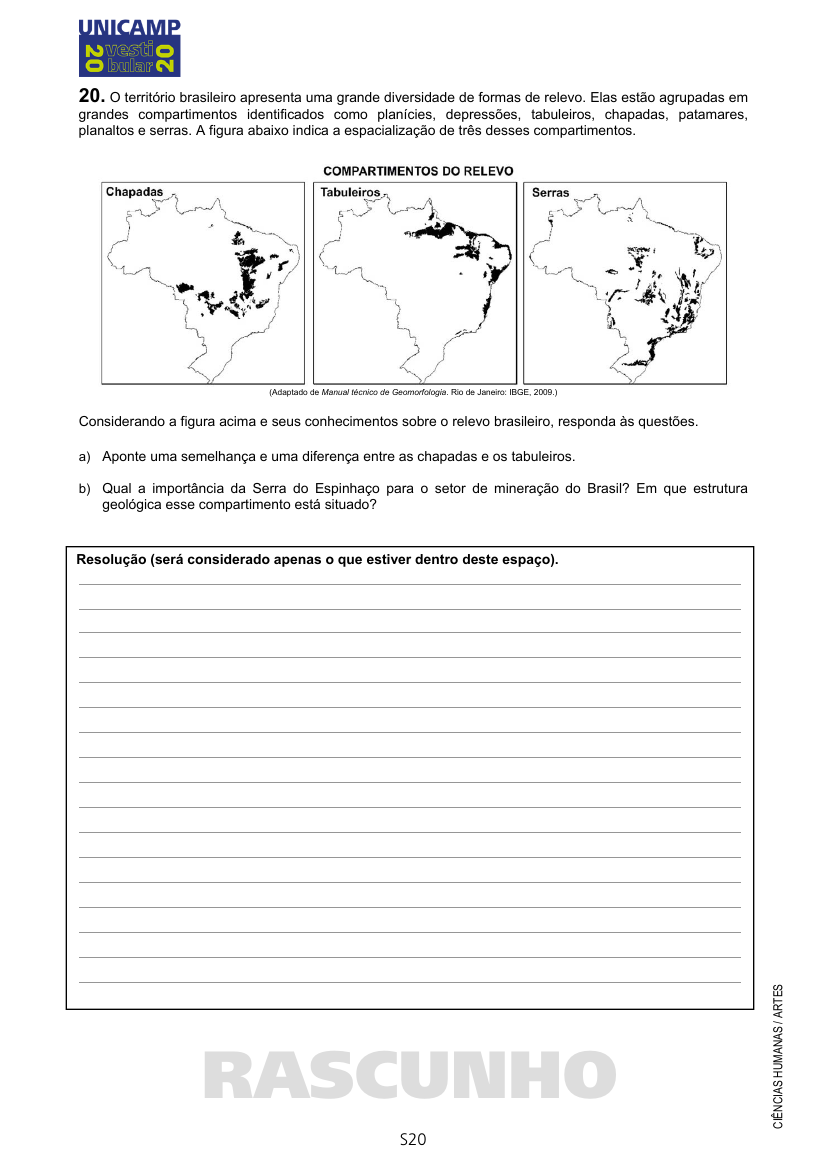 UNICAMP
20 vesti
bular 20
20. O território brasileiro apresenta uma grande diversidade de formas de relevo. Elas estão agrupadas em
grandes compartimentos identificados como planícies, depressões, tabuleiros, chapadas, patamares,
planaltos e serras. A figura abaixo indica a espacialização de três desses compartimentos.
COMPARTIMENTOS DO RELEVO
Chapadas
Tabuleiros
Serras
(Adaptado de Manual técnico de Geomorfologia. Rio de Janeiro: IBGE, 2009.)
Considerando a figura acima e seus conhecimentos sobre o relevo brasileiro, responda às questões.
a) Aponte uma semelhança e uma diferença entre as chapadas e os tabuleiros.
b) Qual a importância da Serra do Espinhaço para o setor de mineração do Brasil? Em que estrutura
geológica esse compartimento está situado?
Resolução (será considerado apenas o que estiver dentro deste espaço).
CIÊNCIAS HUMANAS / ARTES
RASCUNHO
S20